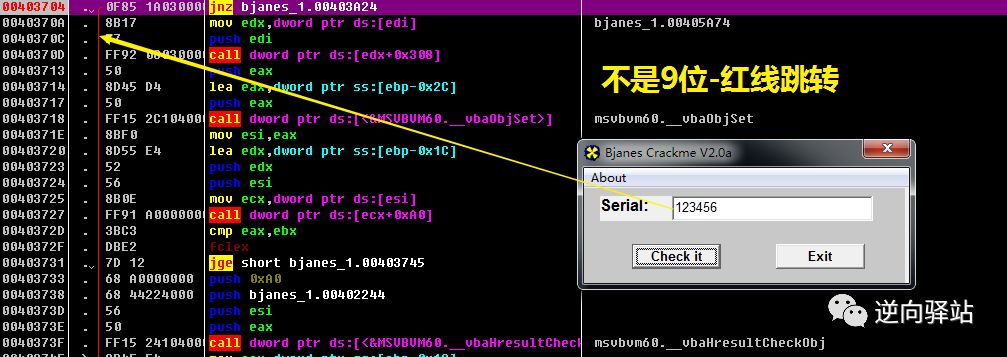 00403704 . 0F85 1A030000 jnz bjanes_1.00403A24
0040370A . 8B17 mov edx,dword ptr ds:[edi] bjanes_1.00405A74
0040370C . 57 push edi
0040370D . FF92 08030000 call dword ptr ds:[edx+0x308]
00403713 . 50 push eax
00403714 . 8D45 D4 lea eax,dword ptr ss:[ebp-0x2C]
00403717 . 50 push eax
00403718 . FF15 2C104000 call dword ptr ds:[<&MSVBVM60.__vbaObjSet>] msvbvm60.__vbaObjSet
0040371E . 8BF0 mov esi,eax
00403720 . 8D55 E4 lea edx,dword ptr ss:[ebp-0x1C]
00403723 . 52 push edx
00403724 . 56 push esi
00403725 . 8B0E mov ecx,dword ptr ds:[esi]
00403727 . FF91 A0000000 call dword ptr ds:[ecx+0xA0]
0040372D . 3BC3 cmp eax,ebx
0040372F . DBE2 fclex
00403731 . 7D 12 jge short bjanes_1.00403745
00403733 . 68 A0000000 push 0xA0
00403738 . 68 44224000 push bjanes_1.00402244
0040373D . 56 push esi
0040373E . 50 push eax
0040373F . FF15 24104000 call dword ptr ds:[<&MSVBVM60.__vbaHresultCheck msvbvm60.__vbaHresultCheckObj
不是9位-红线跳转
Bjanes Crackme V2.0a
About
Serial: 123456
Check it Exit
逆向驿站